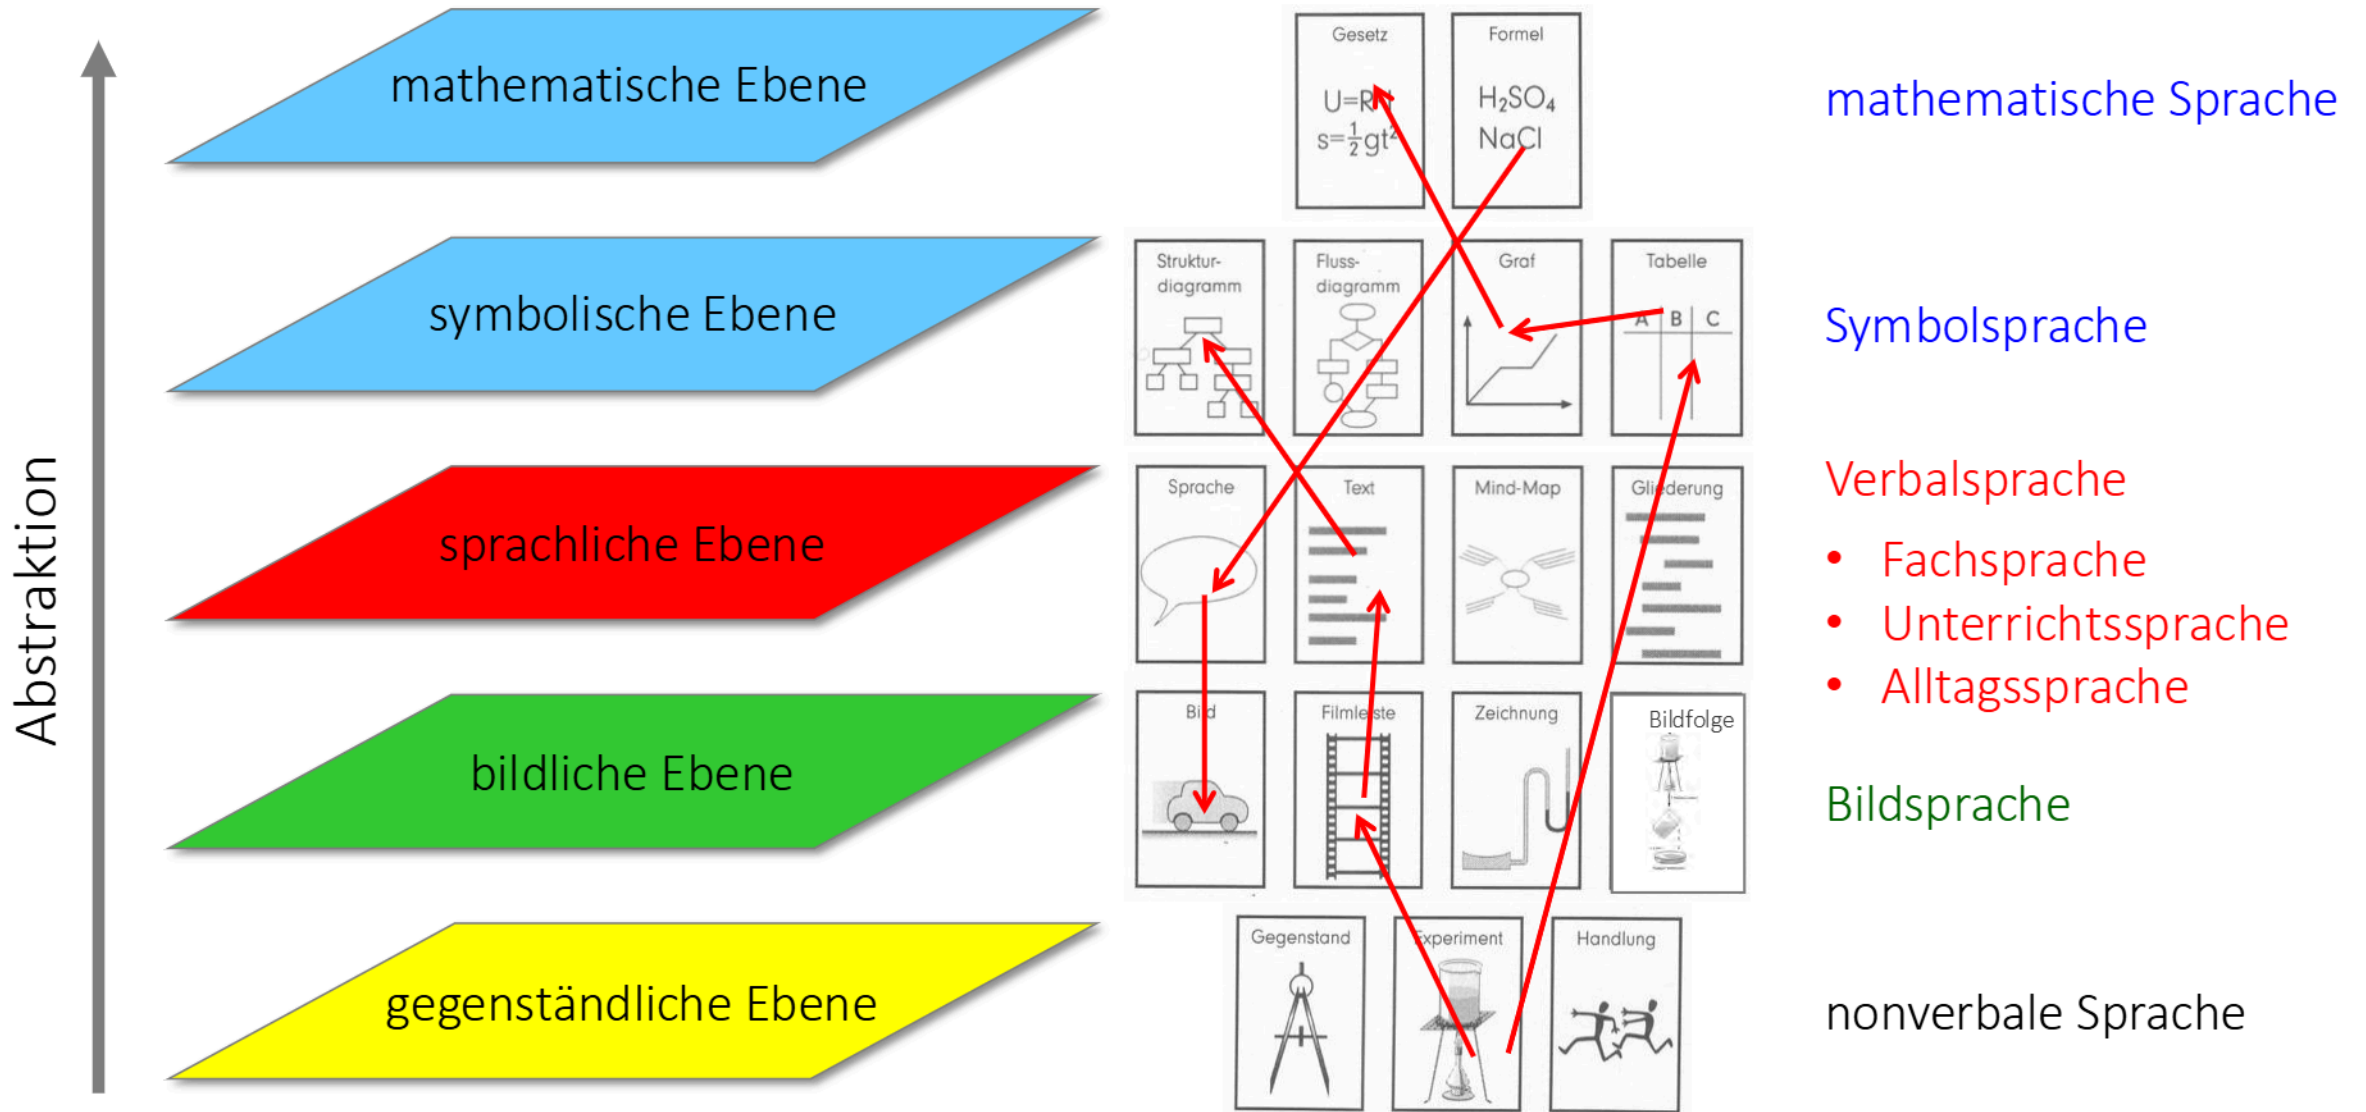 Abstraktion
mathematische Ebene
Gesetz
U=R·I
s=½gt²
Formel
H₂SO₄
NaCl
mathematische Sprache
symbolische Ebene
Struktur-
diagramm
Fluss-
diagramm
Graf
Tabelle
A B C
Symbolsprache
sprachliche Ebene
Sprache
Text
Mind-Map
Gliederung
Verbalsprache
• Fachsprache
• Unterrichtssprache
• Alltagssprache
bildliche Ebene
Bild
Filmleiste
Zeichnung
Bildfolge
Bildsprache
gegenständliche Ebene
Gegenstand
Experiment
Handlung
nonverbale Sprache